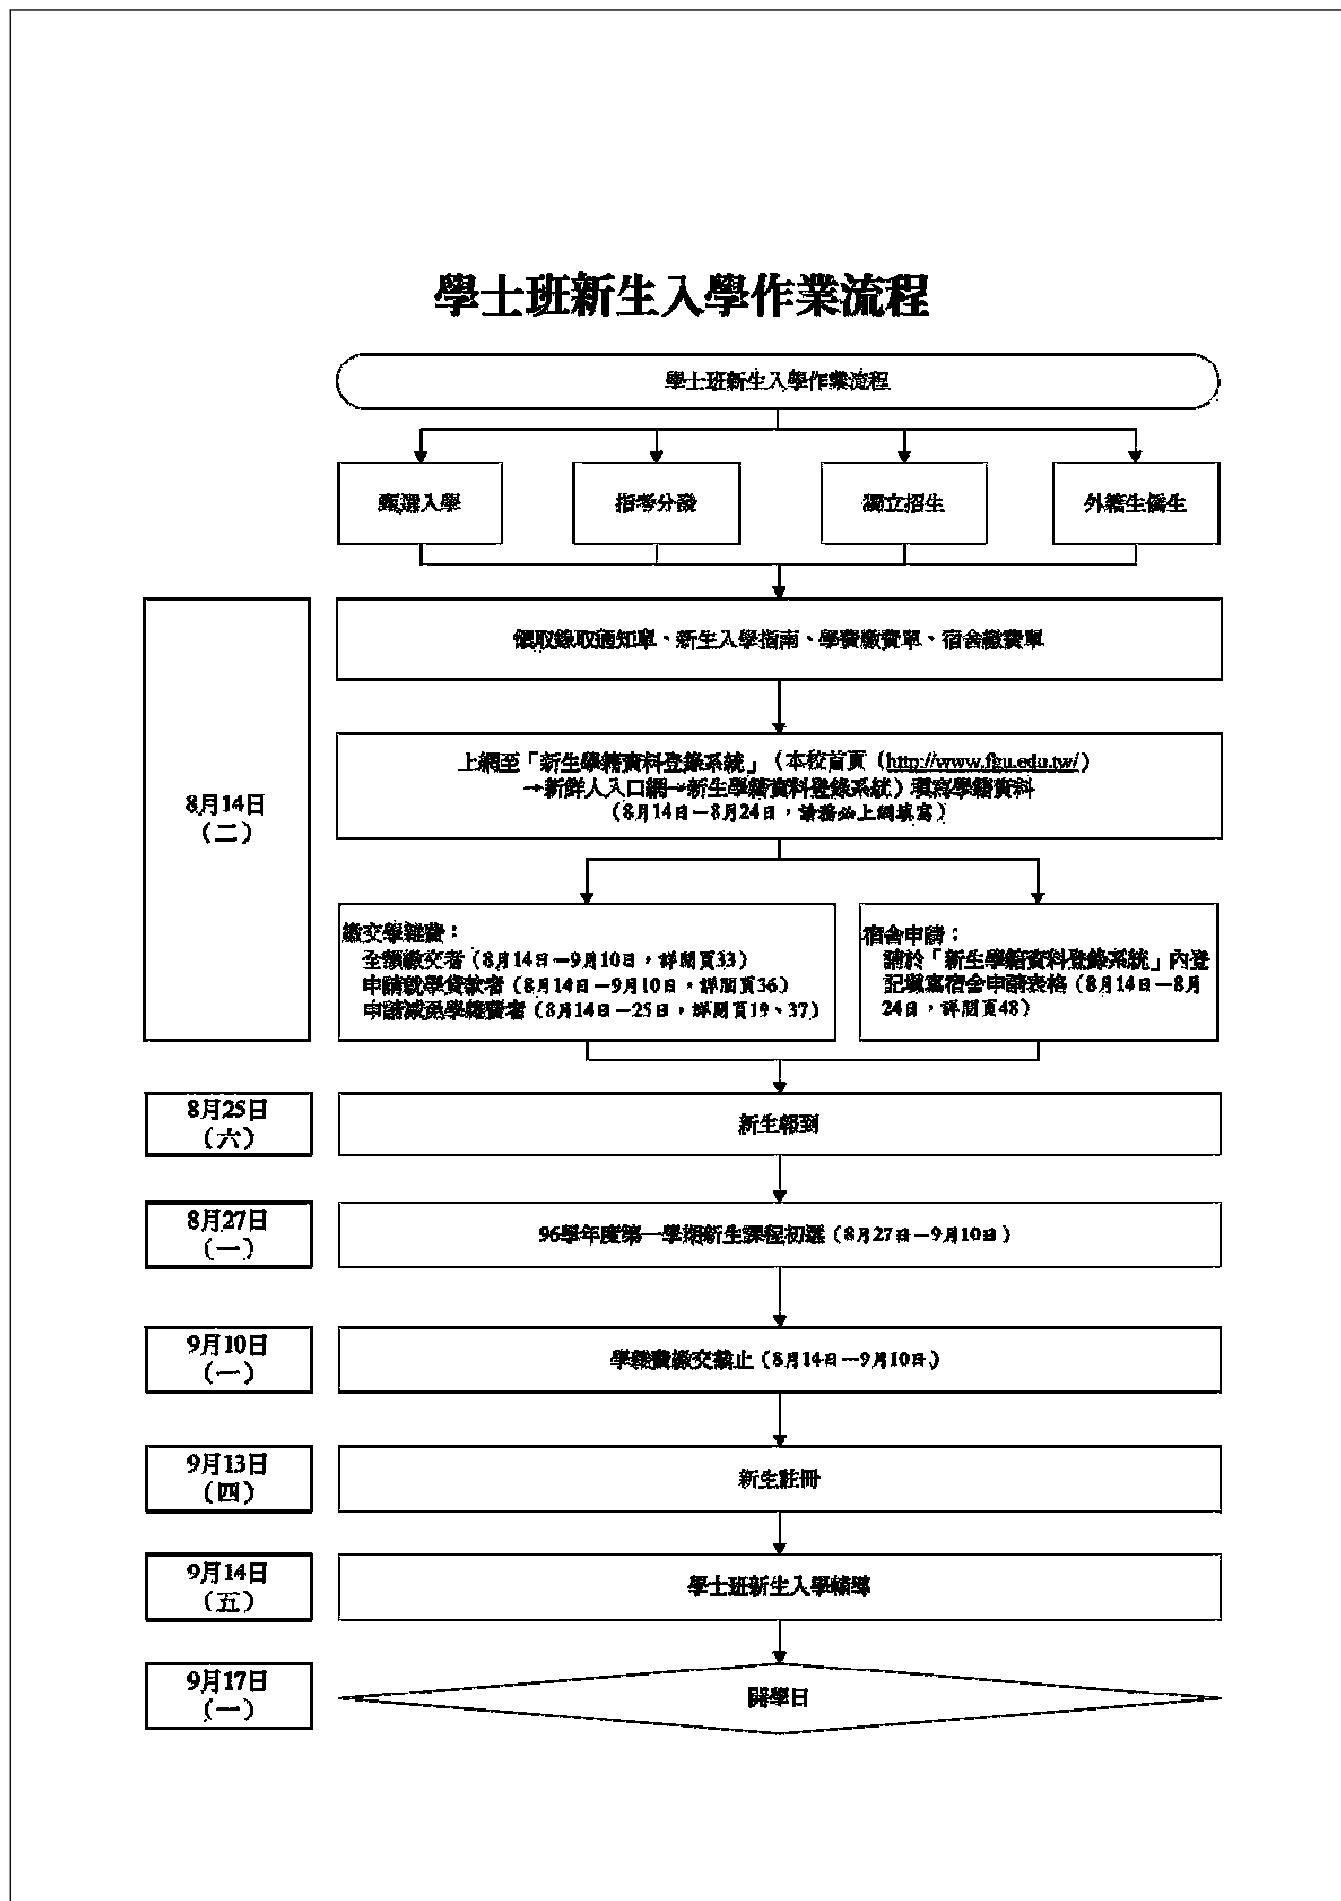 學士班新生入學作業流程
學士班新生入學作業流程
甄選入學
指考分發
獨立招生
外籍生僑生
8月14日
（二）
領取錄取通知單、新生入學指南、學費繳費單、宿舍繳費單
上網至「新生學籍資料登錄系統」（本校首頁（http://www.fgu.edu.tw/）
→新鮮人入口網→新生學籍資料登錄系統）填寫學籍資料
（8月14日－8月24日，請務必上網填寫）
繳交學雜費：
全額繳交者（8月14日－9月10日，詳閱頁33）
申請就學貸款者（8月14日－9月10日，詳閱頁36）
申請減免學雜費者（8月14日－25日，詳閱頁19、37）
宿舍申請：
請於「新生學籍資料登錄系統」內登
記填寫宿舍申請表格（8月14日－8月
24日，詳閱頁48）
8月25日
（六）
新生報到
8月27日
（一）
96學年度第一學期新生課程初選（8月27日－9月10日）
9月10日
（一）
學雜費繳交截止（8月14日－9月10日）
9月13日
（四）
新生註冊
9月14日
（五）
學士班新生入學輔導
9月17日
（一）
開學日